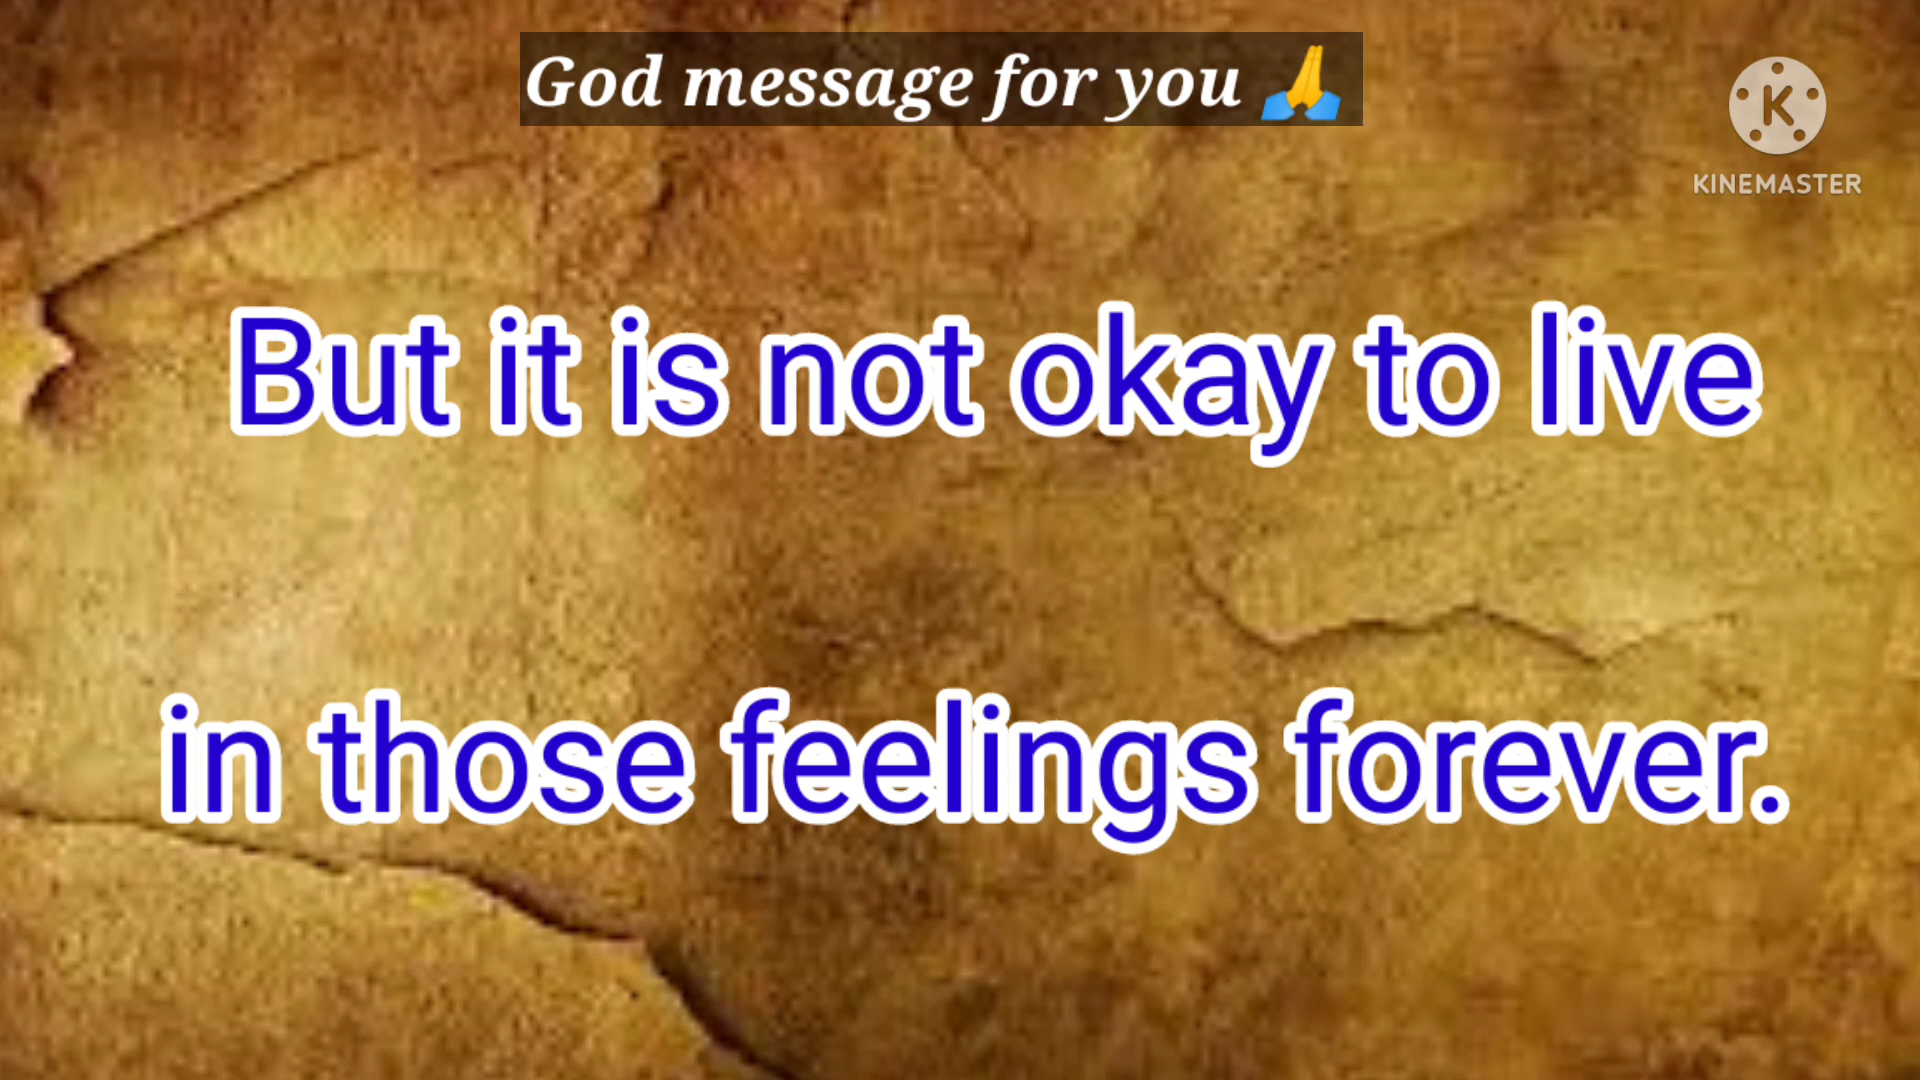 God message for you 🙏
KINEMASTER
But it is not okay to live
in those feelings forever.